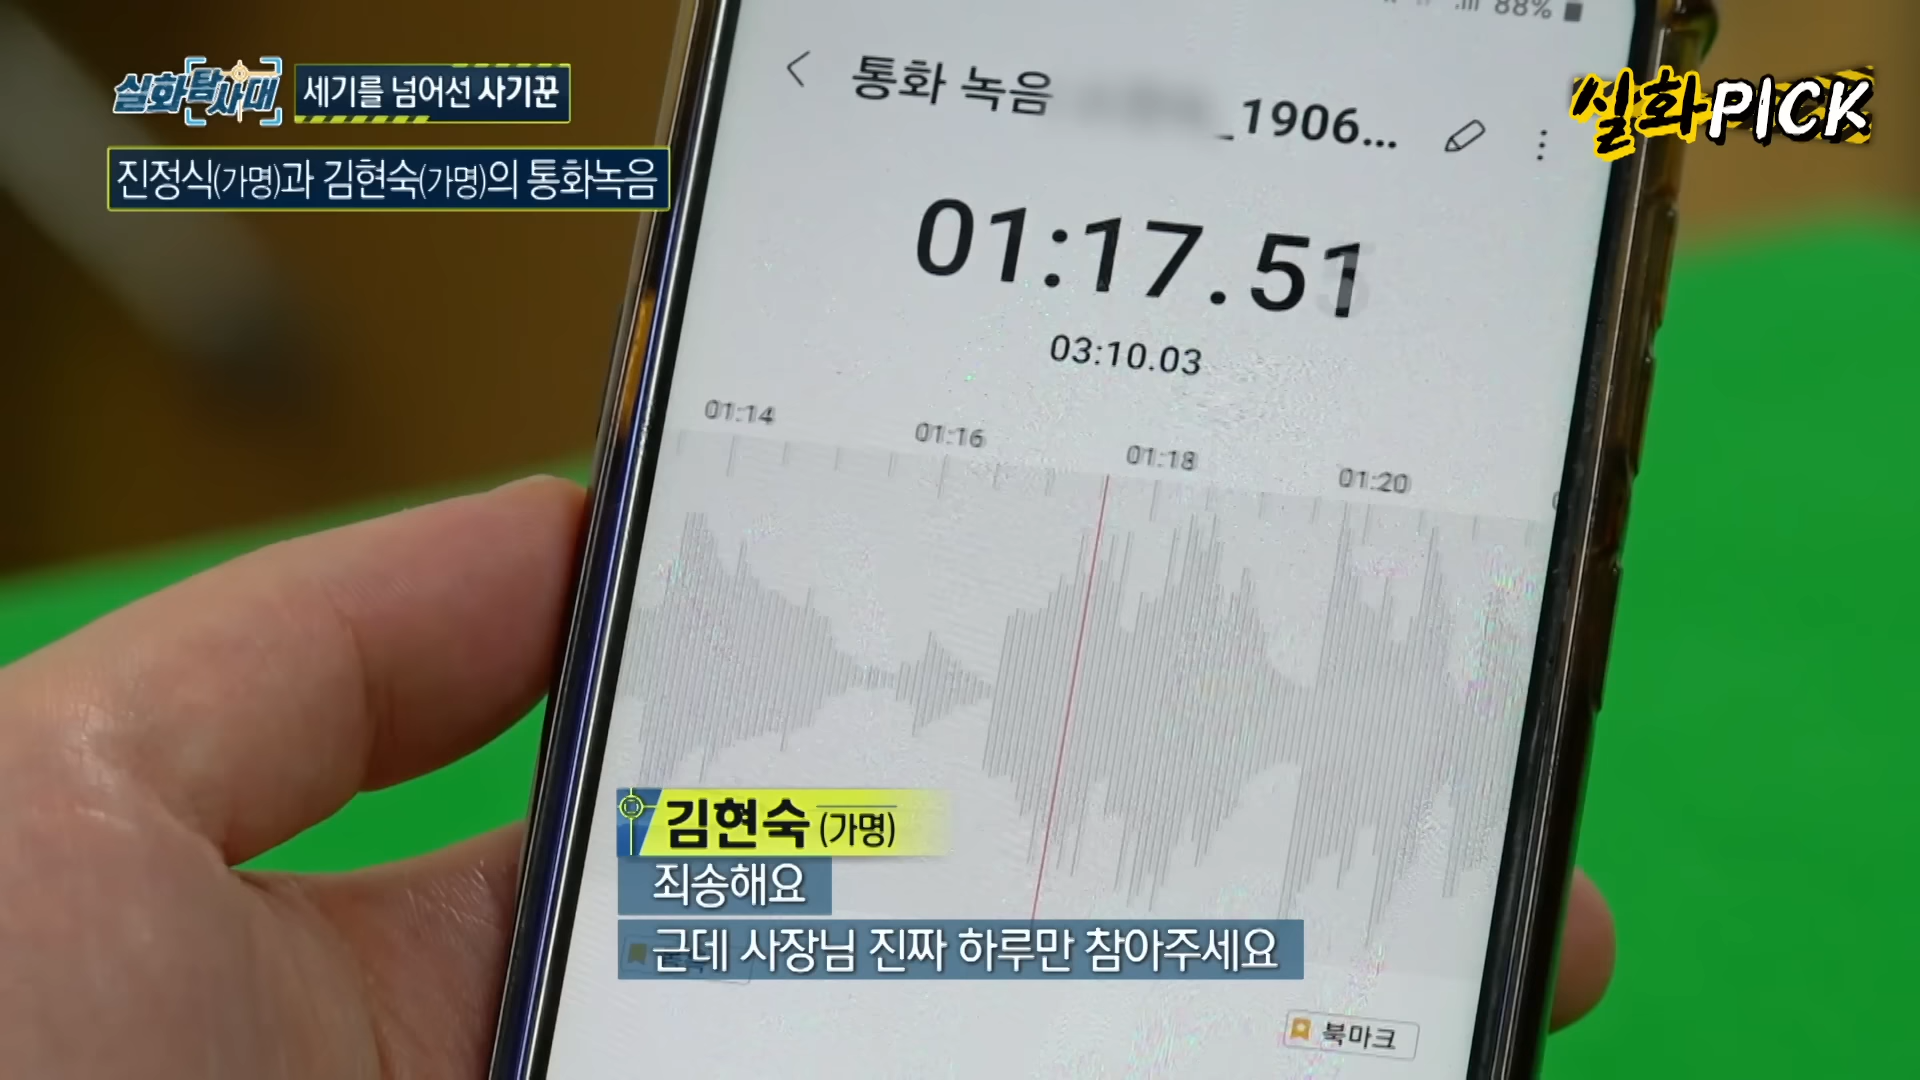 실화탐사대 세기를 넘어선 사기꾼
실화PICK
진정식(가명)과 김현숙(가명)의 통화녹음
88%
통화 녹음 _1906...
01:17.51
03:10.03
01:14 01:16 01:18 01:20
김현숙 (가명)
죄송해요
근데 사장님 진짜 하루만 참아주세요
북마크